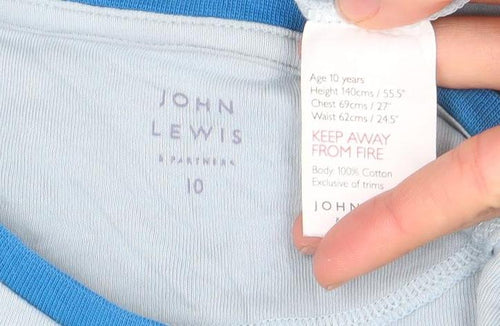 JOHN
LEWIS
& PARTNERS
10
Age 10 years
Height 140cms / 55.5"
Chest 69cms / 27"
Waist 62cms / 24.5"
KEEP AWAY
FROM FIRE
Body: 100% Cotton
Exclusive of trims
JOHN